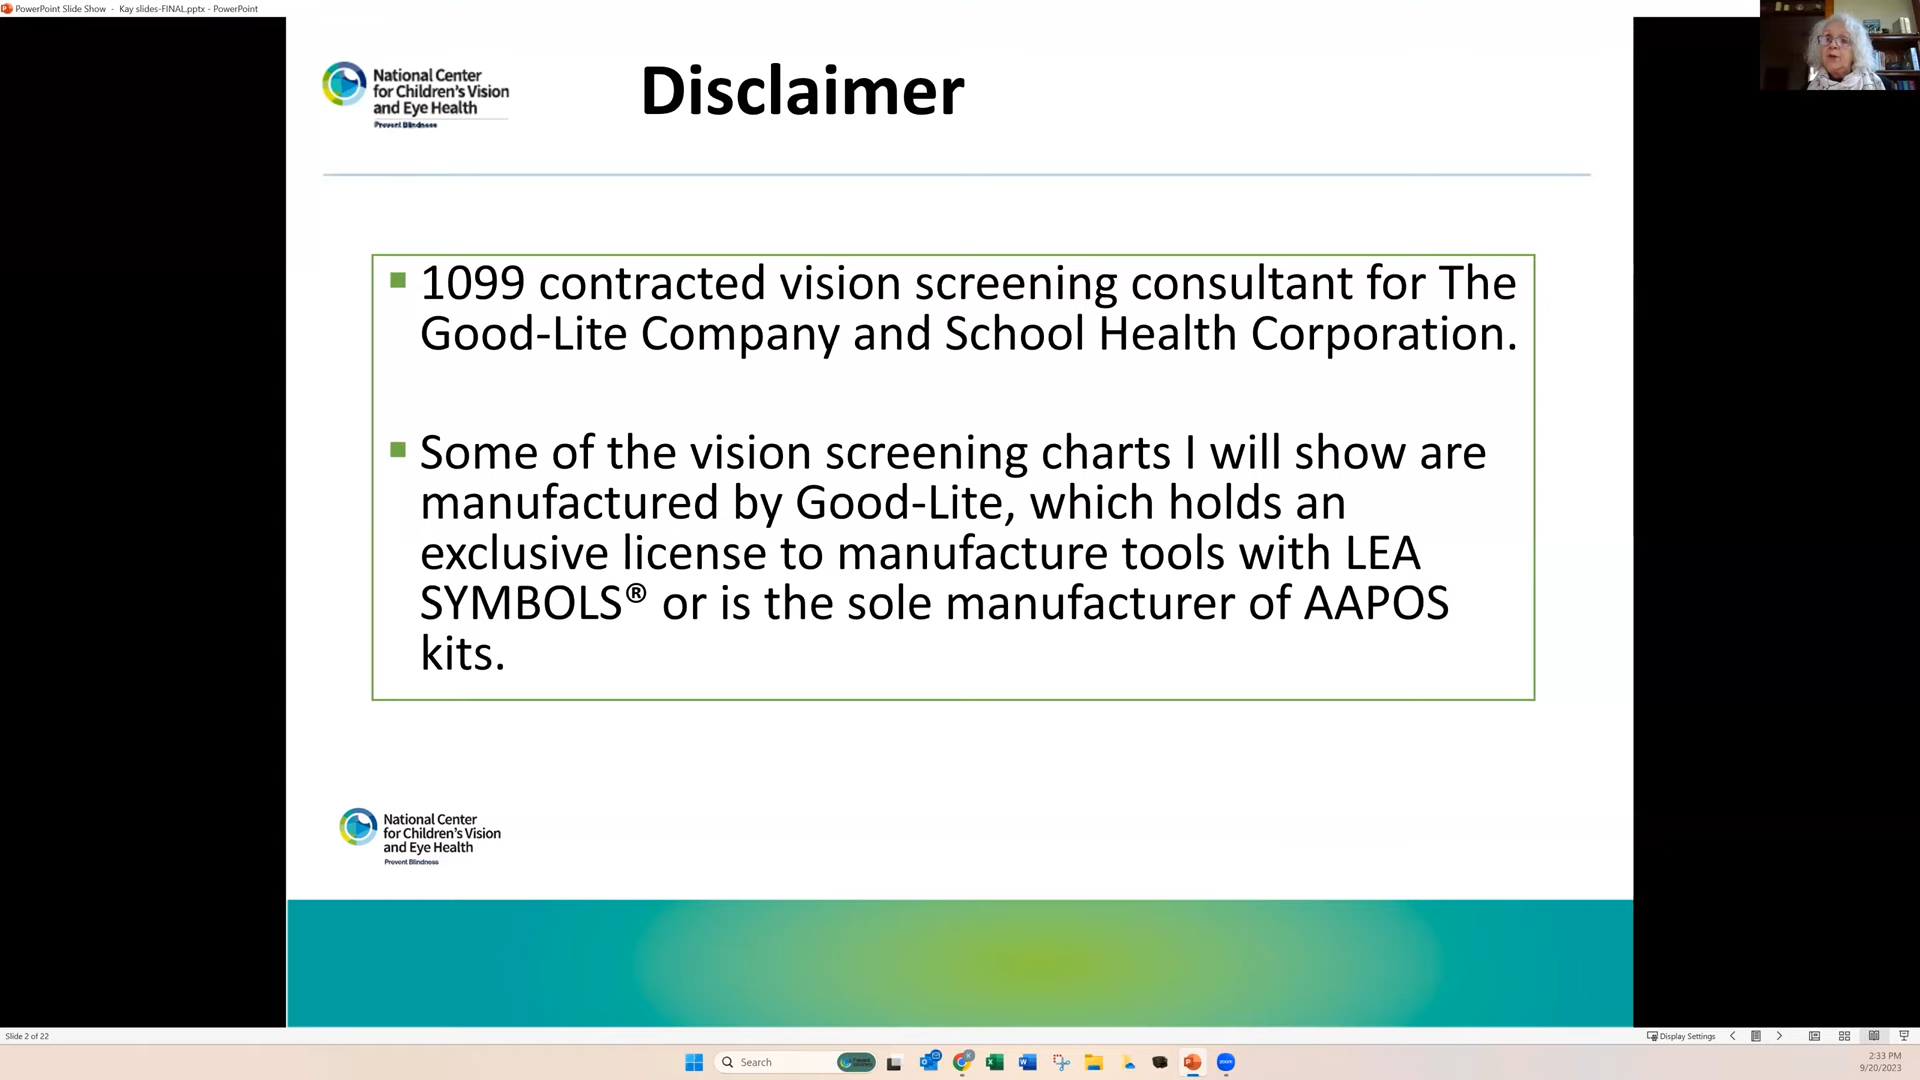 PowerPoint Slide Show - Kay slides-FINAL.pptx - PowerPoint
National Center
for Children's Vision
and Eye Health
Prevent Blindness
Disclaimer
1099 contracted vision screening consultant for The
Good-Lite Company and School Health Corporation.
Some of the vision screening charts I will show are
manufactured by Good-Lite, which holds an
exclusive license to manufacture tools with LEA
SYMBOLS® or is the sole manufacturer of AAPOS
kits.
National Center
for Children's Vision
and Eye Health
Prevent Blindness
Slide 2 of 22
Display Settings
Search
zoom
2:33 PM
9/20/2023